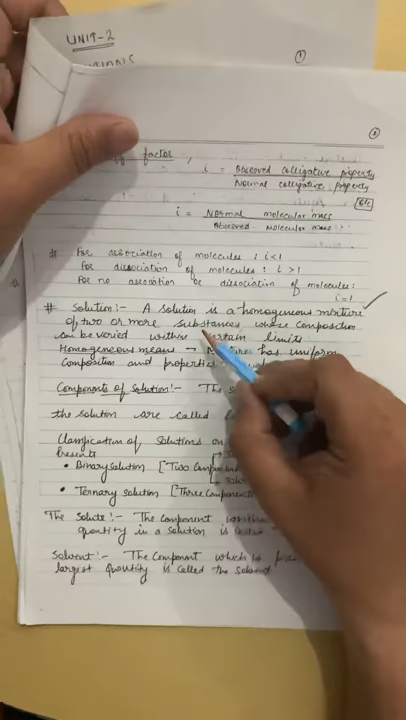 UNIT-2
①
②
factor,
i = Observed colligative property
Normal colligative property
i = Normal molecular mass
Observed molecular mass
# For association of molecules : i<1
For dissociation of molecules : i >1
For no association or dissociation of molecules:
i=1
# Solution:- A solution is a homogeneous mixture
of two or more substances whose composition
can be varied within certain limits
Homogeneous means → Mixture has uniform
composition and properties
Components of Solution:- The
the solution are called
Classification of Solutions on
present
• Binary solution [Two Comp
• Ternary solution [Three Component
The Solute:- The Component
quantity in a solution is called
Solvent:- The Component which is
largest quantity is called the solvent